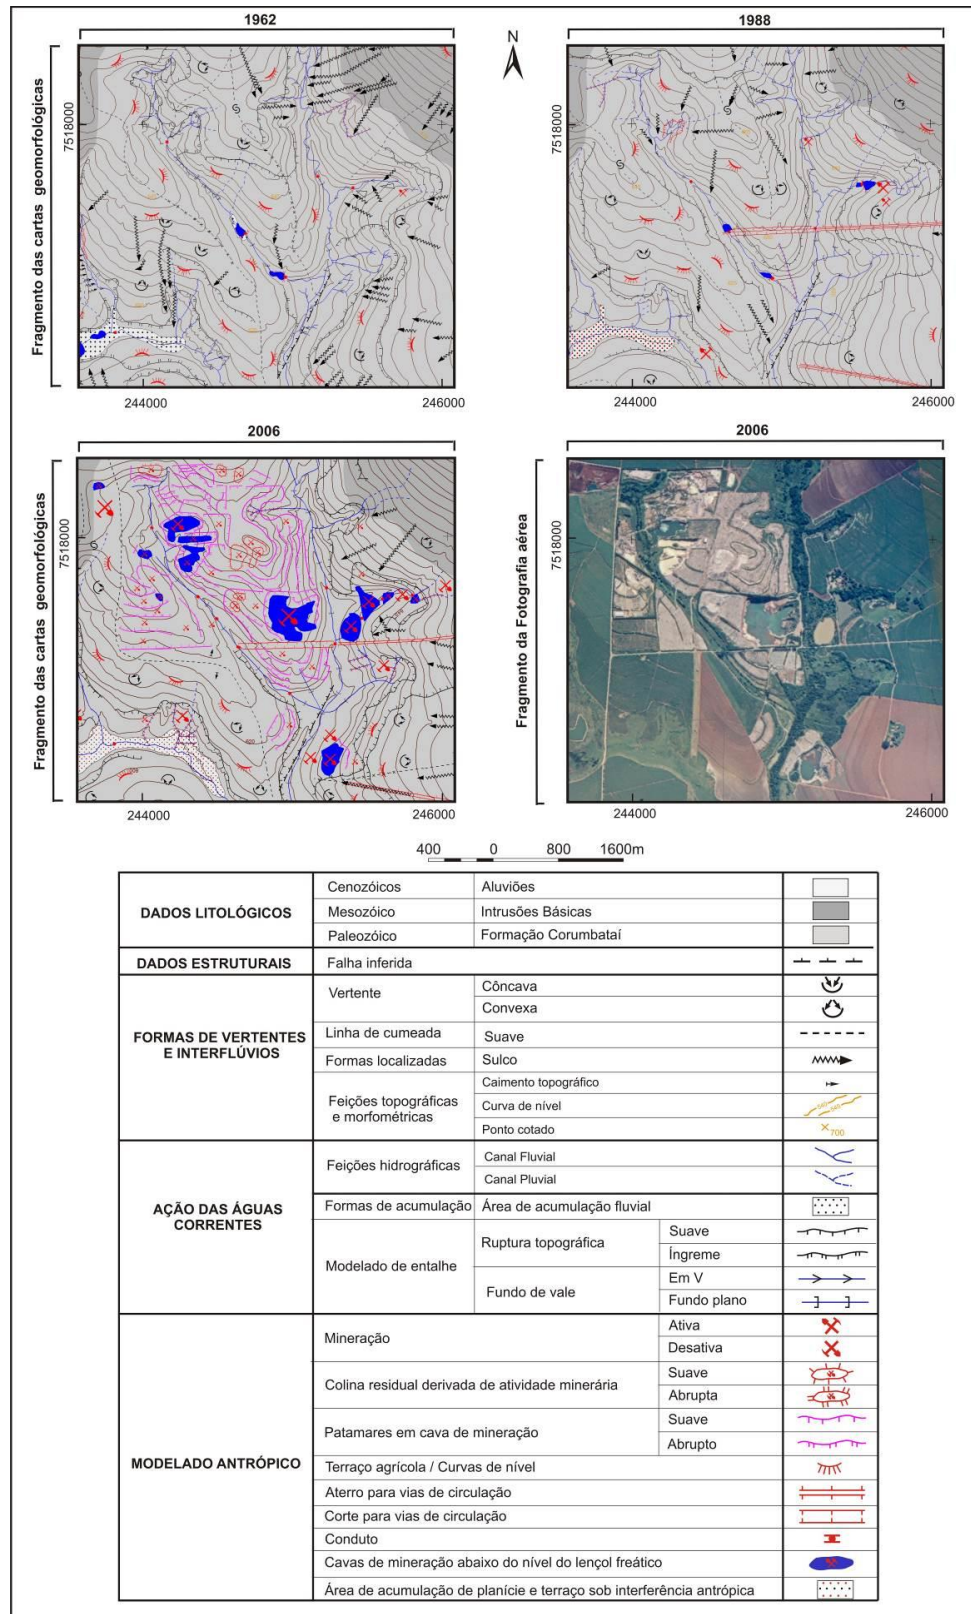 1962
1988
N
Fragmento das cartas geomorfológicas
7518000
7518000
244000
246000
244000
246000
2006
2006
Fragmento das cartas geomorfológicas
7518000
Fragmento da Fotografia aérea
7518000
244000
246000
244000
246000
400 0 800 1600m
DADOS LITOLÓGICOS
Cenozóicos Aluviões
Mesozóico Intrusões Básicas
Paleozóico Formação Corumbataí
DADOS ESTRUTURAIS Falha inferida
FORMAS DE VERTENTES
E INTERFLÚVIOS
Vertente
Côncava
Convexa
Linha de cumeada Suave
Formas localizadas Sulco
Feições topográficas
e morfométricas
Caimento topográfico
Curva de nível
540
545
Ponto cotado
700
AÇÃO DAS ÁGUAS
CORRENTES
Feições hidrográficas
Canal Fluvial
Canal Pluvial
Formas de acumulação Área de acumulação fluvial
Modelado de entalhe
Ruptura topográfica
Suave
Íngreme
Fundo de vale
Em V
Fundo plano
MODELADO ANTRÓPICO
Mineração
Ativa
Desativa
Colina residual derivada de atividade minerária
Suave
Abrupta
Patamares em cava de mineração
Suave
Abrupto
Terraço agrícola / Curvas de nível
Aterro para vias de circulação
Corte para vias de circulação
Conduto
Cavas de mineração abaixo do nível do lençol freático
Área de acumulação de planície e terraço sob interferência antrópica